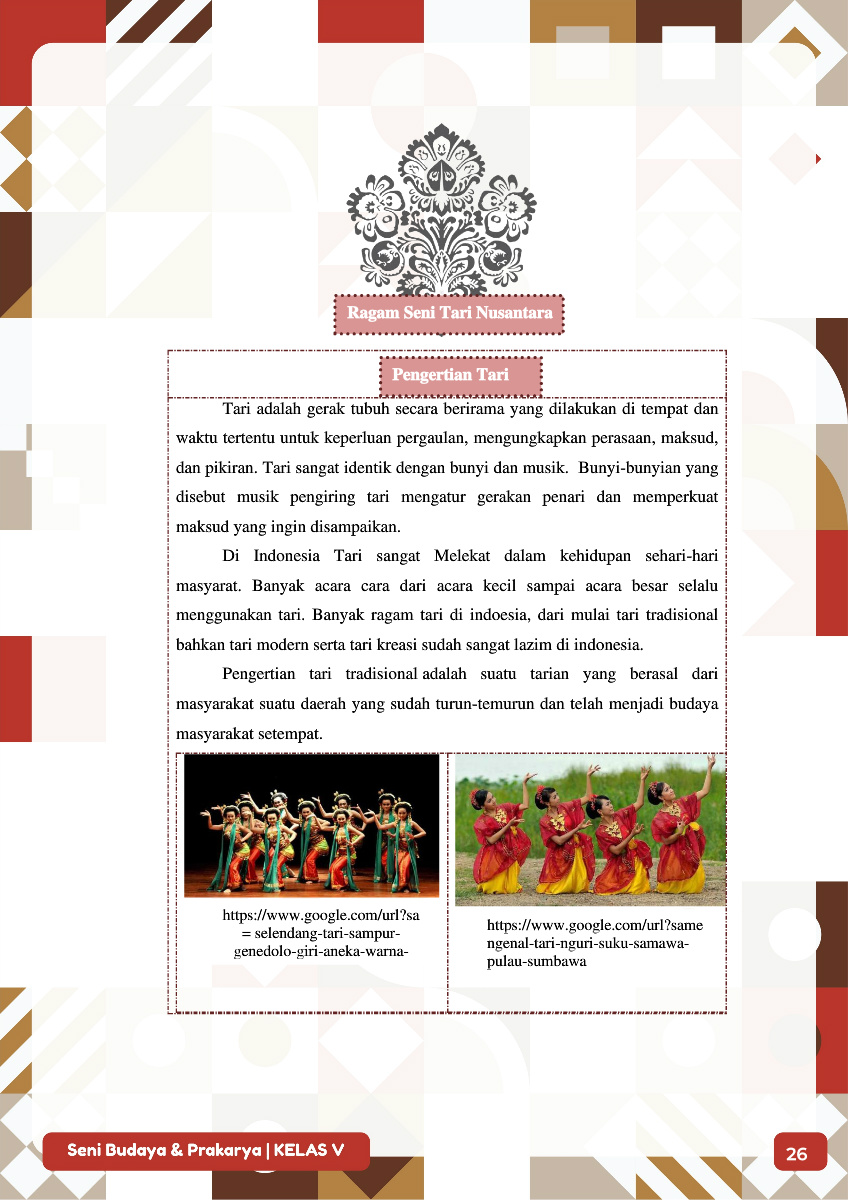 Ragam Seni Tari Nusantara
Pengertian Tari
Tari adalah gerak tubuh secara berirama yang dilakukan di tempat dan
waktu tertentu untuk keperluan pergaulan, mengungkapkan perasaan, maksud,
dan pikiran. Tari sangat identik dengan bunyi dan musik.  Bunyi-bunyian yang
disebut musik pengiring tari mengatur gerakan penari dan memperkuat
maksud yang ingin disampaikan.
Di Indonesia Tari sangat Melekat dalam kehidupan sehari-hari
masyarat. Banyak acara cara dari acara kecil sampai acara besar selalu
menggunakan tari. Banyak ragam tari di indoesia, dari mulai tari tradisional
bahkan tari modern serta tari kreasi sudah sangat lazim di indonesia.
Pengertian tari tradisional adalah suatu tarian yang berasal dari
masyarakat suatu daerah yang sudah turun-temurun dan telah menjadi budaya
masyarakat setempat.
https://www.google.com/url?sa
= selendang-tari-sampur-
genedolo-giri-aneka-warna-
https://www.google.com/url?same
ngenal-tari-nguri-suku-samawa-
pulau-sumbawa
Seni Budaya & Prakarya | KELAS V
26